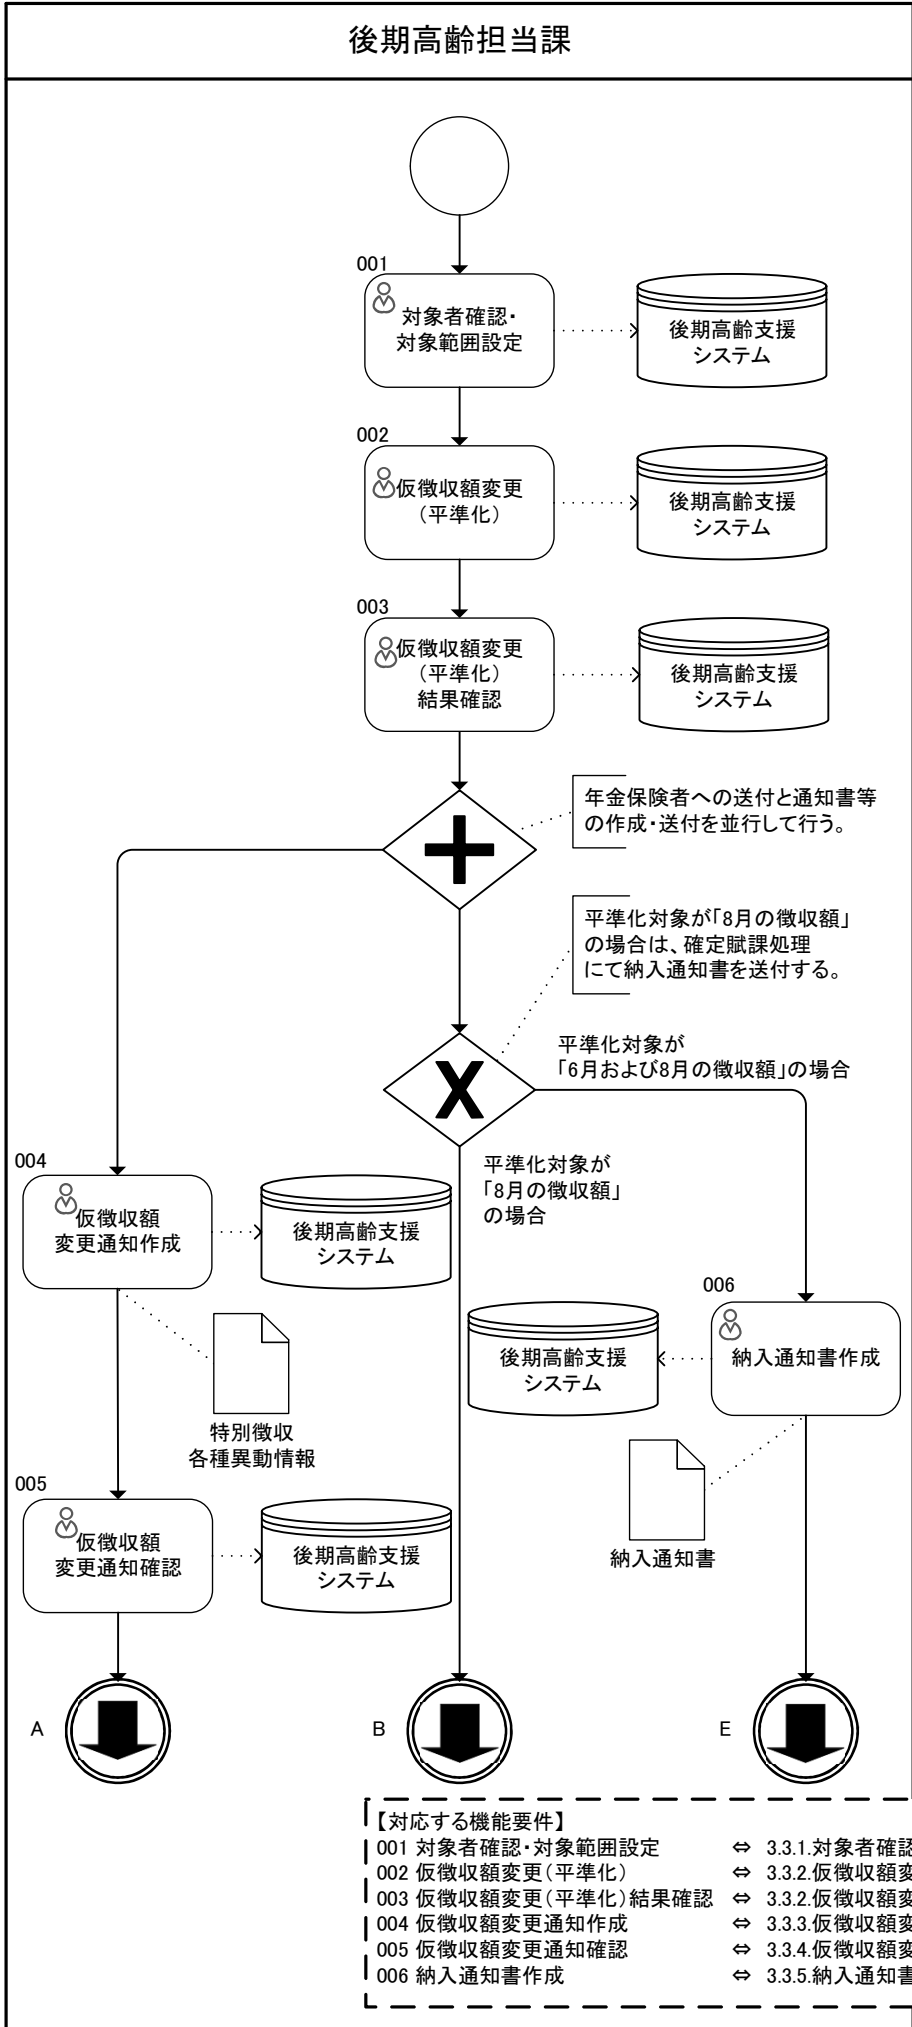 後期高齢担当課
001
対象者確認・
対象範囲設定
後期高齢支援
システム
002
仮徴収額変更
（平準化）
後期高齢支援
システム
003
仮徴収額変更
（平準化）
結果確認
後期高齢支援
システム
年金保険者への送付と通知書等
の作成・送付を並行して行う。
平準化対象が「8月の徴収額」
の場合は、確定賦課処理
にて納入通知書を送付する。
平準化対象が
「6月および8月の徴収額」の場合
平準化対象が
「8月の徴収額」
の場合
004
仮徴収額
変更通知作成
後期高齢支援
システム
特別徴収
各種異動情報
006
納入通知書作成
後期高齢支援
システム
納入通知書
005
仮徴収額
変更通知確認
後期高齢支援
システム
A
B
E
【対応する機能要件】
001 対象者確認・対象範囲設定 ⇔ 3.3.1.対象者確認
002 仮徴収額変更（平準化） ⇔ 3.3.2.仮徴収額変
003 仮徴収額変更（平準化）結果確認 ⇔ 3.3.2.仮徴収額変
004 仮徴収額変更通知作成 ⇔ 3.3.3.仮徴収額変
005 仮徴収額変更通知確認 ⇔ 3.3.4.仮徴収額変
006 納入通知書作成 ⇔ 3.3.5.納入通知書